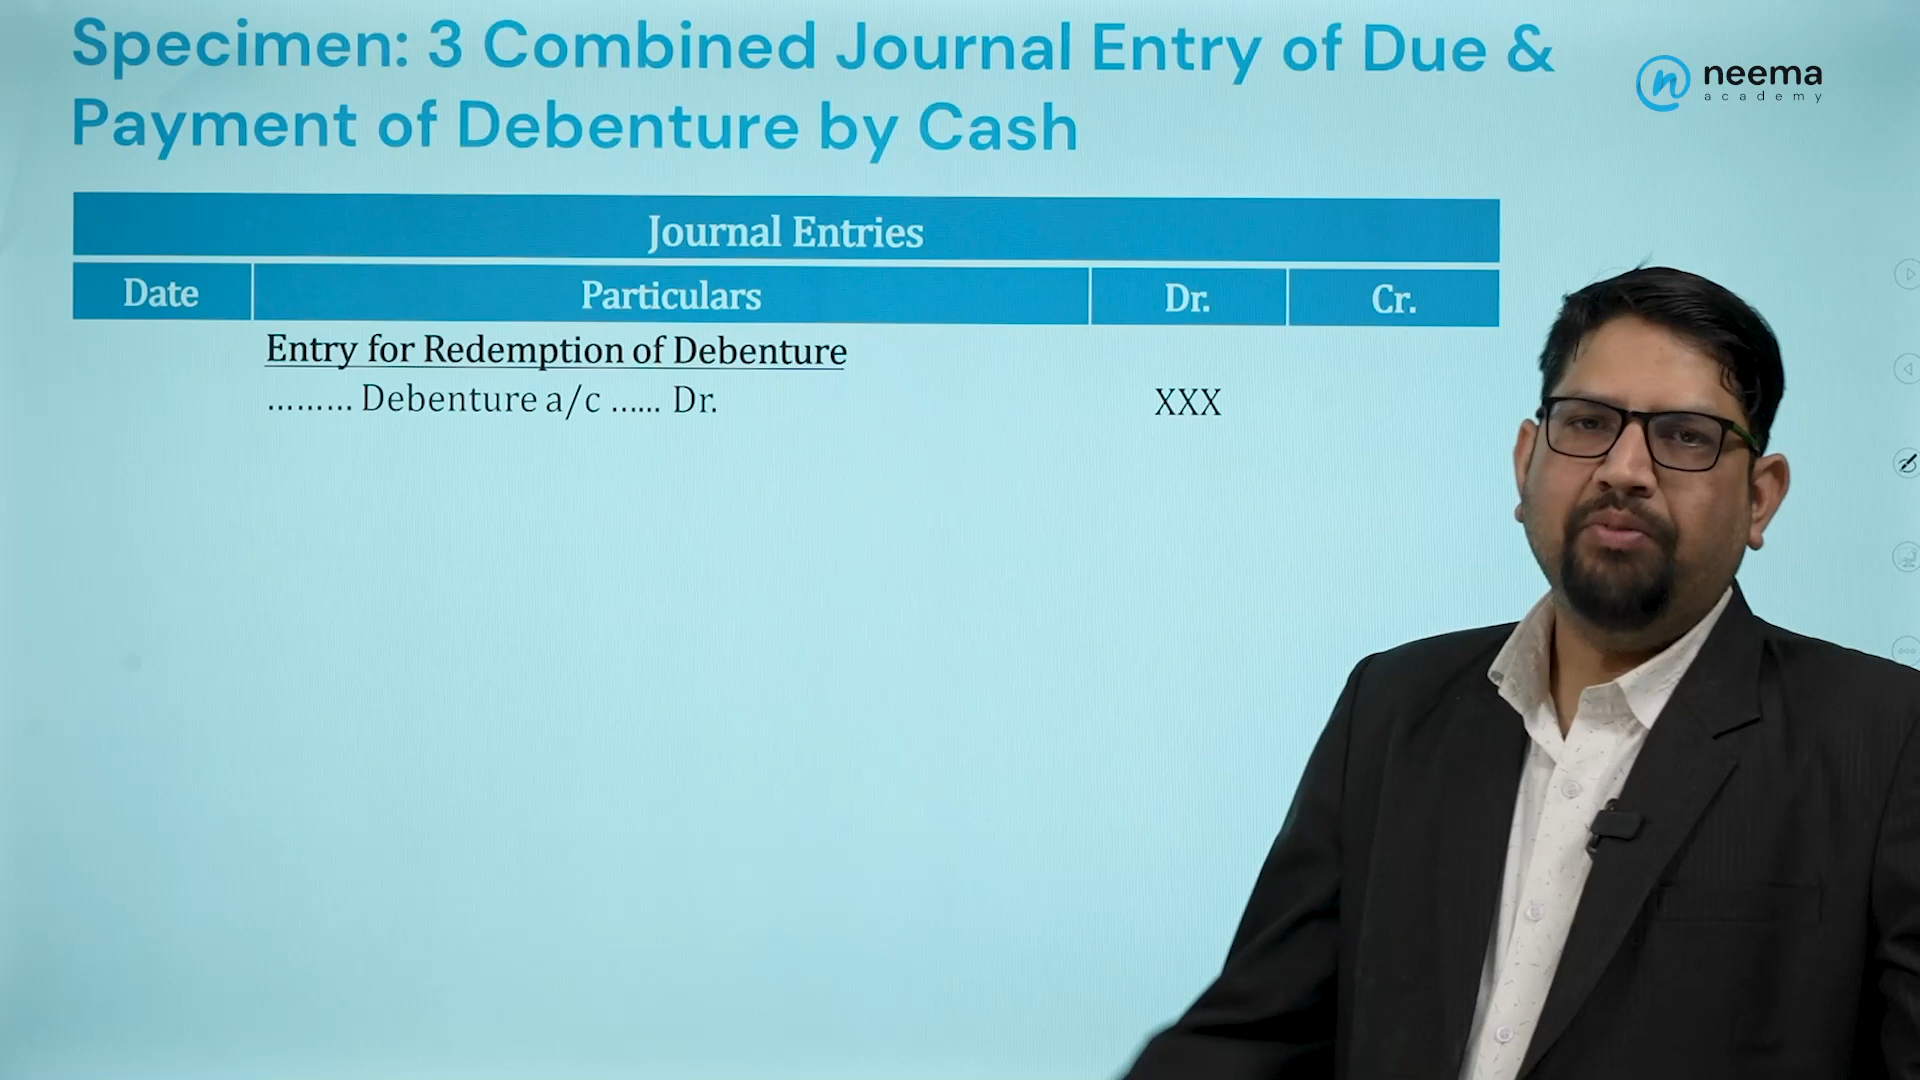 Specimen: 3 Combined Journal Entry of Due &
Payment of Debenture by Cash
neema
academy
Journal Entries
Date Particulars Dr. Cr.
Entry for Redemption of Debenture
......... Debenture a/c ...... Dr. XXX